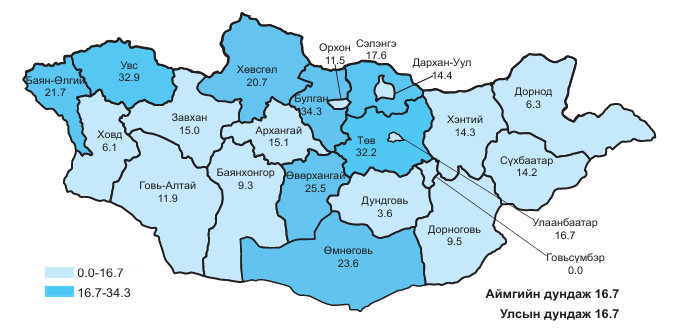 Орхон
11.5
Сэлэнгэ
17.6
Дархан-Уул
14.4
Увс
32.9
Баян-Өлгий
21.7
Хөвсгөл
20.7
Булган
34.3
Дорнод
6.3
Завхан
15.0
Ховд
6.1
Архангай
15.1
Төв
32.2
Хэнтий
14.3
Сүхбаатар
14.2
Говь-Алтай
11.9
Баянхонгор
9.3
Өвөрхангай
25.5
Дундговь
3.6
Дорноговь
9.5
Улаанбаатар
16.7
Говьсүмбэр
0.0
Өмнөговь
23.6
0.0-16.7
16.7-34.3
Аймгийн дундаж 16.7
Улсын дундаж 16.7